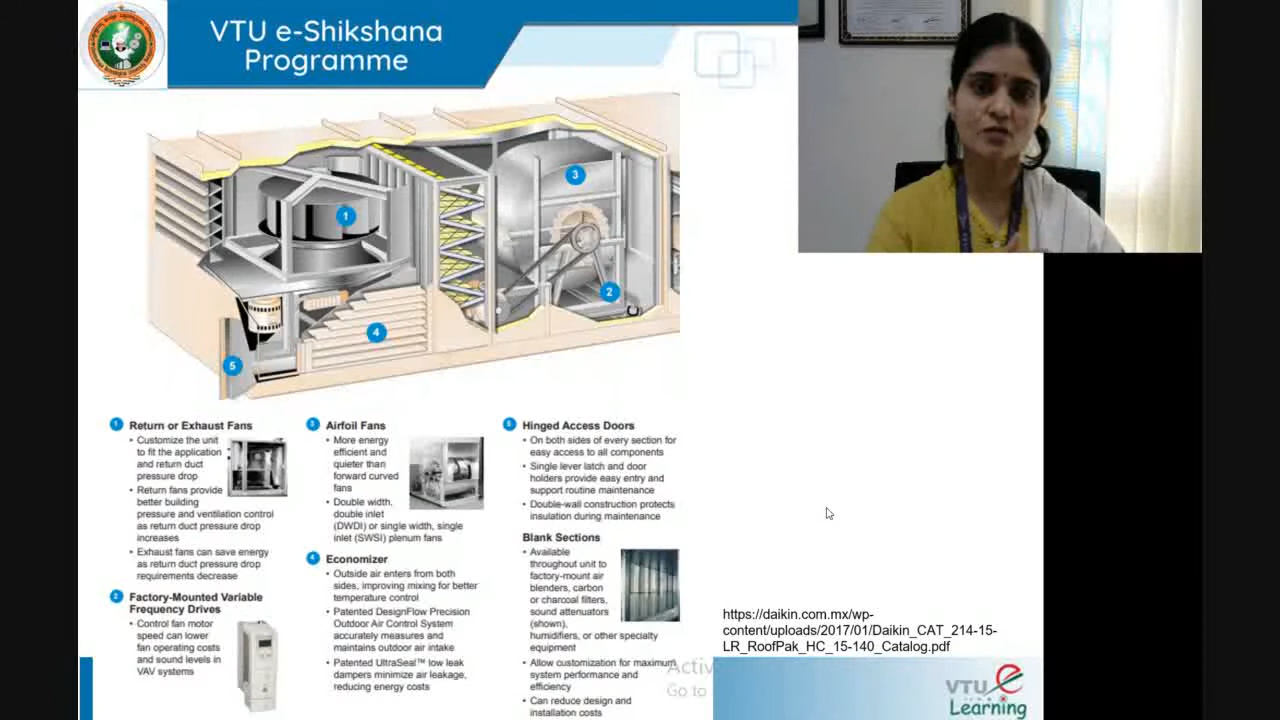 VTU e-Shikshana
Programme
1
2
3
4
5
1 Return or Exhaust Fans
• Customize the unit
to fit the application
and return duct
pressure drop
• Return fans provide
better building
pressure and ventilation control
as return duct pressure drop
increases
• Exhaust fans can save energy
as return duct pressure drop
requirements decrease
2 Factory-Mounted Variable
Frequency Drives
• Control fan motor
speed can lower
fan operating costs
and sound levels in
VAV systems
3 Airfoil Fans
• More energy
efficient and
quieter than
forward curved
fans
• Double width,
double inlet
(DWDI) or single width, single
inlet (SWSI) plenum fans
4 Economizer
• Outside air enters from both
sides, improving mixing for better
temperature control
• Patented DesignFlow Precision
Outdoor Air Control System
accurately measures and
maintains outdoor air intake
• Patented UltraSeal™ low leak
dampers minimize air leakage,
reducing energy costs
Hinged Access Doors
• On both sides of every section for
easy access to all components
• Single lever latch and door
holders provide easy entry and
support routine maintenance
• Double-wall construction protects
insulation during maintenance
Blank Sections
• Available
throughout unit to
factory-mount air
blenders, carbon
or charcoal filters,
sound attenuators
(shown),
humidifiers, or other specialty
equipment
• Allow customization for maximum
system performance and
efficiency
• Can reduce design and
installation costs
https://daikin.com.mx/wp-
content/uploads/2017/01/Daikin_CAT_214-15-
LR_RoofPak_HC_15-140_Catalog.pdf
Activ
Go to
VTU e
Learning